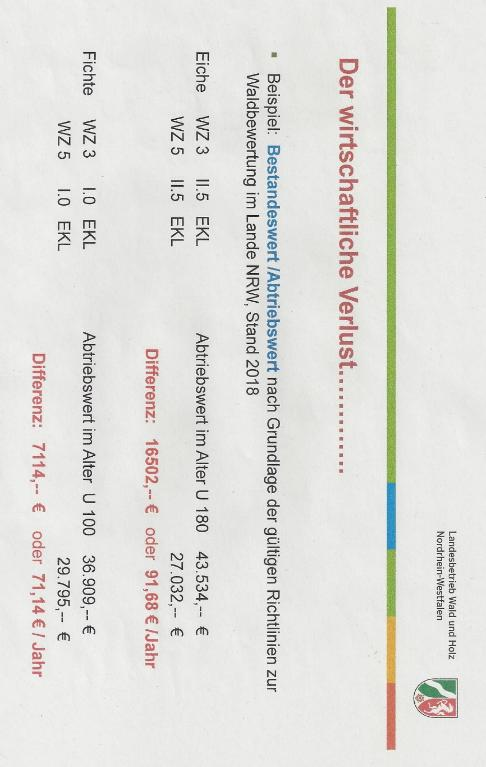 Landesbetrieb Wald und Holz
Nordrhein-Westfalen
Der wirtschaftliche Verlust.............
▪ Beispiel: Bestandeswert /Abtriebswert nach Grundlage der gültigen Richtlinien zur
Waldbewertung im Lande NRW, Stand 2018
Eiche WZ 3 II.5 EKL Abtriebswert im Alter U 180 43.534,-- €
WZ 5 II.5 EKL 27.032,-- €
Differenz: 16502,-- € oder 91,68 € /Jahr
Fichte WZ 3 I.0 EKL Abtriebswert im Alter U 100 36.909,-- €
WZ 5 I.0 EKL 29.795,-- €
Differenz: 7114,-- € oder 71,14 € / Jahr